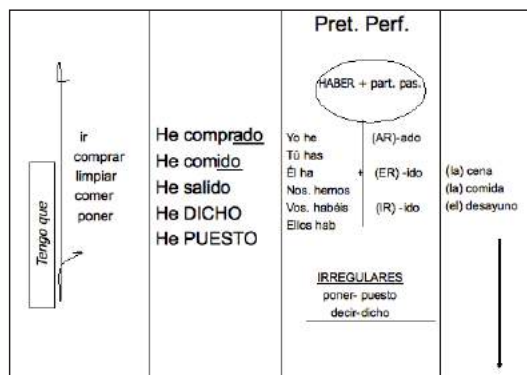 Tengo que
ir
comprar
limpiar
comer
poner
He comprado
He comido
He salido
He DICHO
He PUESTO
Pret. Perf.
HABER + part. pas.
Yo he (AR)-ado
Tú has
Él ha + (ER) -ido
Nos. hemos
Vos. habéis (IR) -ido
Ellos hab
IRREGULARES
poner- puesto
decir-dicho
(la) cena
(la) comida
(el) desayuno